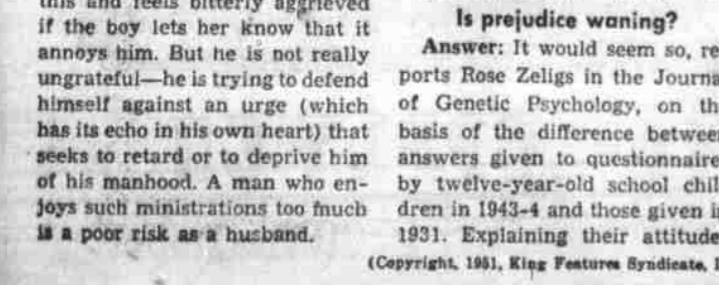 this and feels bitterly aggrieved
if the boy lets her know that it
annoys him. But he is not really
ungrateful—he is trying to defend
himself against an urge (which
has its echo in his own heart) that
seeks to retard or to deprive him
of his manhood. A man who en-
joys such ministrations too much
is a poor risk as a husband.
Is prejudice waning?
Answer: It would seem so, re
ports Rose Zeligs in the Journa
of Genetic Psychology, on th
basis of the difference betwee
answers given to questionnaire
by twelve-year-old school chil
dren in 1943-4 and those given i
1931. Explaining their attitude
(Copyright, 1951, King Features Syndicate, I